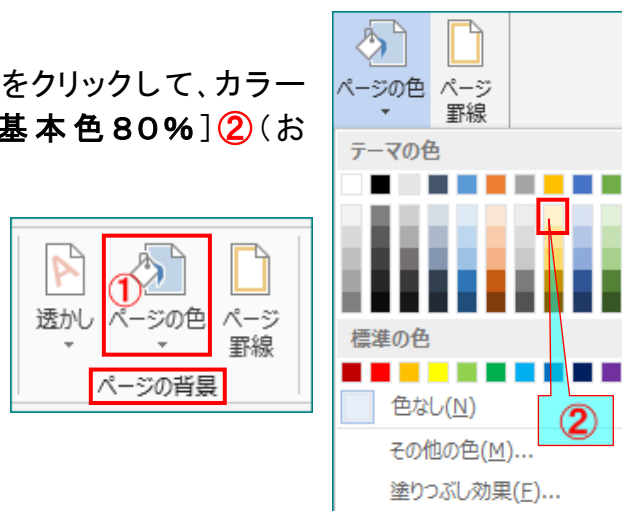 をクリックして、カラー
基本色80%]②(お
①
透かし
ページの色
ページ
罫線
ページの背景
ページの色
ページ
罫線
テーマの色
標準の色
色なし(N)
②
その他の色(M)...
塗りつぶし効果(F)...